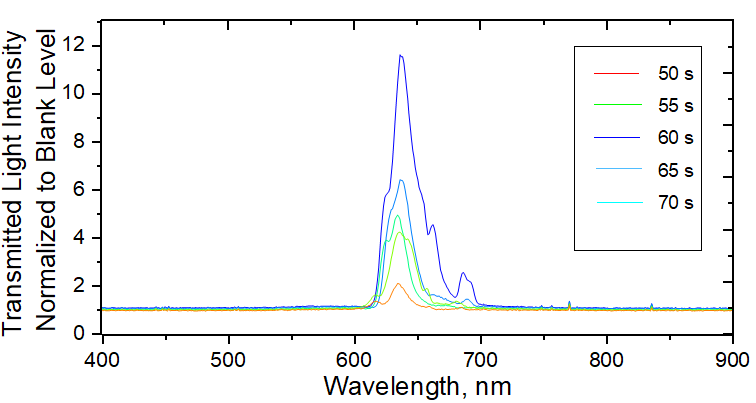 Transmitted Light Intensity
Normalized to Blank Level
12
10
8
6
4
2
0
50 s
55 s
60 s
65 s
70 s
400
500
600
700
800
900
Wavelength, nm